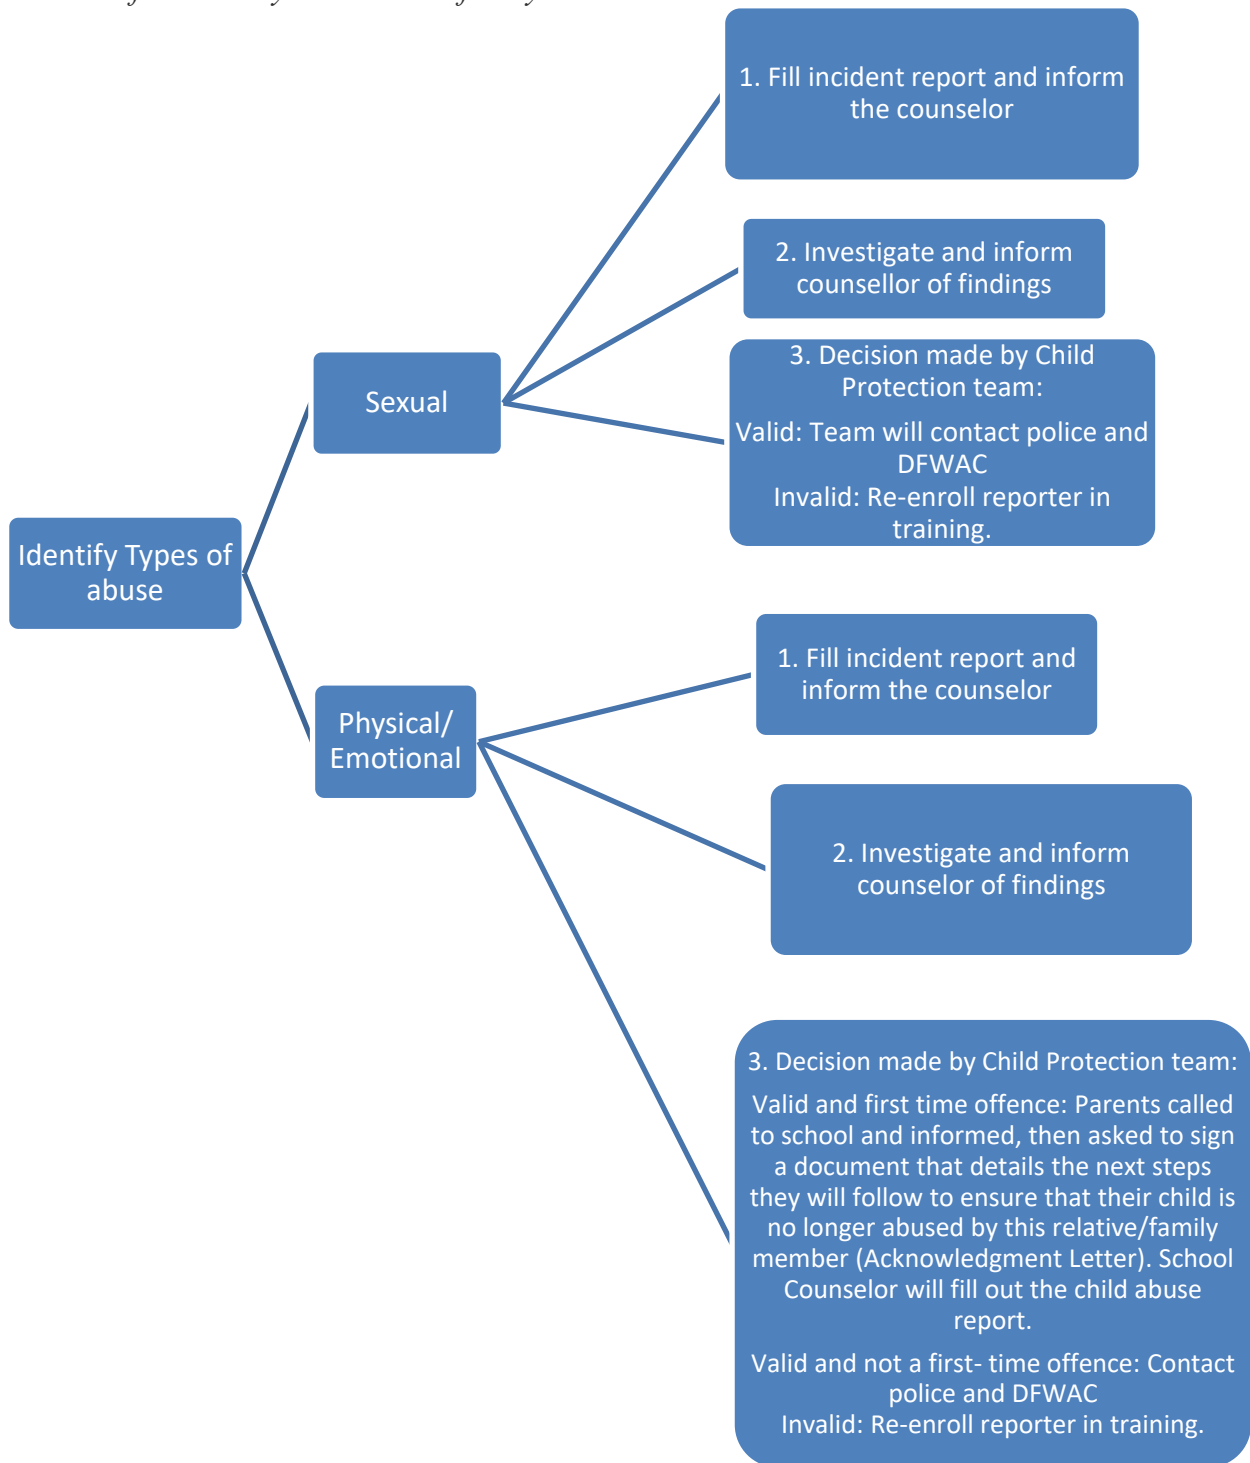 1. Fill incident report and inform
the counselor
2. Investigate and inform
counsellor of findings
3. Decision made by Child
Protection team:
Valid: Team will contact police and
DFWAC
Invalid: Re-enroll reporter in
training.
Sexual
Identify Types of
abuse
Physical/
Emotional
1. Fill incident report and
inform the counselor
2. Investigate and inform
counselor of findings
3. Decision made by Child Protection team:
Valid and first time offence: Parents called
to school and informed, then asked to sign
a document that details the next steps
they will follow to ensure that their child is
no longer abused by this relative/family
member (Acknowledgment Letter). School
Counselor will fill out the child abuse
report.
Valid and not a first- time offence: Contact
police and DFWAC
Invalid: Re-enroll reporter in training.